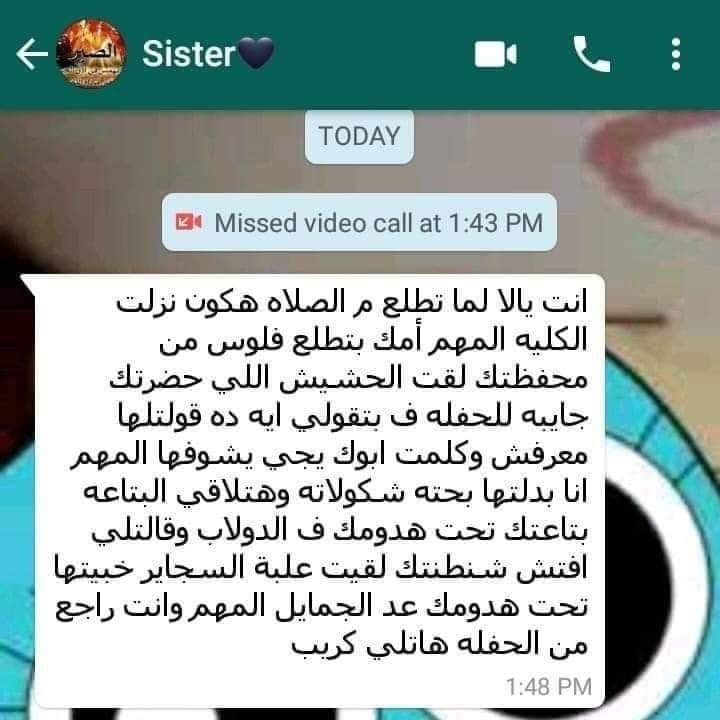 الصبر
Sister🖤
TODAY
Missed video call at 1:43 PM
انت يالا لما تطلع م الصلاه هكون نزلت
الكليه المهم أمك بتطلع فلوس من
محفظتك لقت الحشيش اللي حضرتك
جايبه للحفله ف بتقولي ايه ده قولتلها
معرفش وكلمت ابوك يجي يشوفها المهم
انا بدلتها بحته شكولاته وهتلاقي البتاعه
بتاعتك تحت هدومك ف الدولاب وقالتلي
افتش شنطنتك لقيت علبة السجاير خبيتها
تحت هدومك عد الجمايل المهم وانت راجع
من الحفله هاتلي كريب
1:48 PM